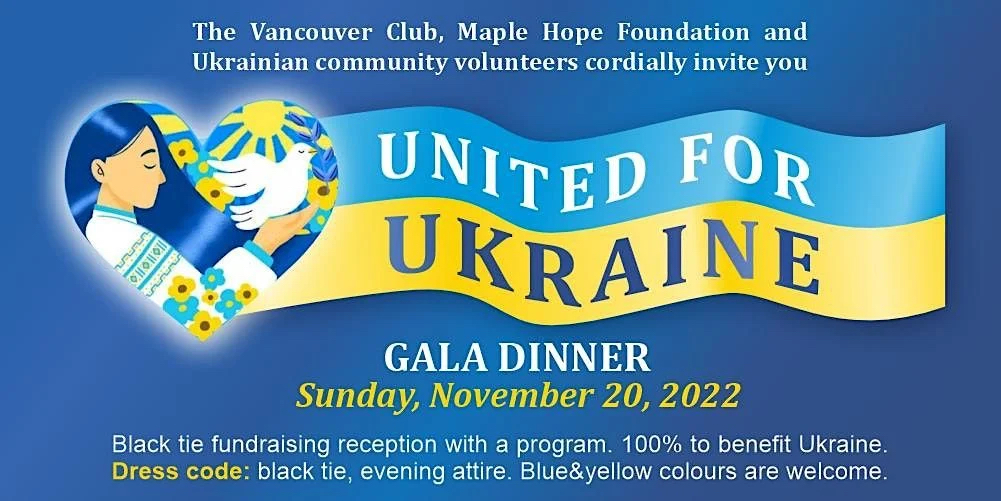 The Vancouver Club, Maple Hope Foundation and
Ukrainian community volunteers cordially invite you
UNITED FOR
UKRAINE
GALA DINNER
Sunday, November 20, 2022
Black tie fundraising reception with a program. 100% to benefit Ukraine.
Dress code: black tie, evening attire. Blue&yellow colours are welcome.